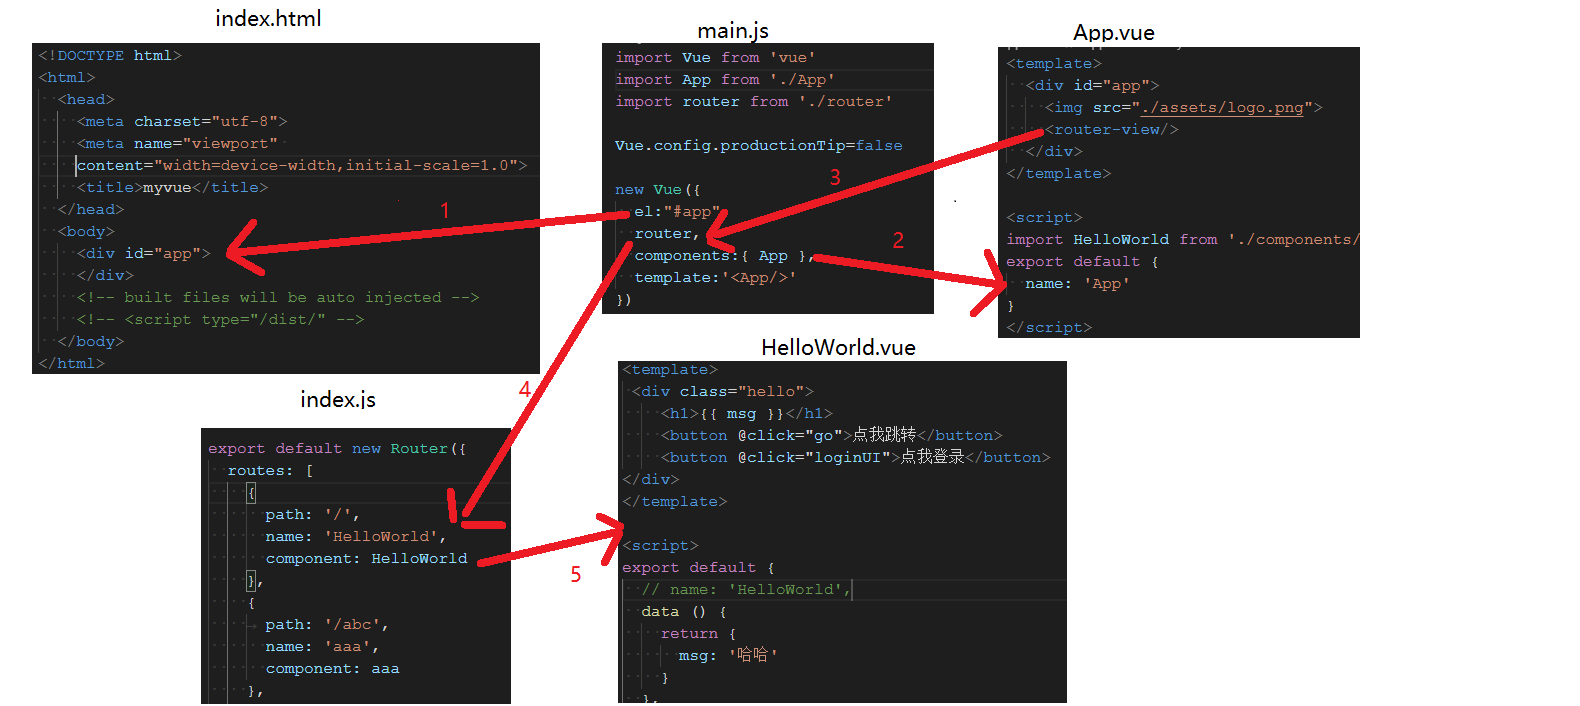 index.html
<!DOCTYPE html>
<html>
<head>
<meta charset="utf-8">
<meta name="viewport"
content="width=device-width,initial-scale=1.0">
<title>myvue</title>
</head>
<body>
<div id="app">
</div>
<!-- built files will be auto injected -->
<!-- <script type="/dist/" -->
</body>
</html>
main.js
import Vue from 'vue'
import App from './App'
import router from './router'
Vue.config.productionTip=false
new Vue({
el:"#app"
router,
components:{ App },
template:'<App/>'
})
App.vue
<template>
<div id="app">
<img src="./assets/logo.png">
<router-view/>
</div>
</template>
<script>
import HelloWorld from './components/
export default {
name: 'App'
}
</script>
1
2
3
4
5
index.js
export default new Router({
routes: [
{
path: '/',
name: 'HelloWorld',
component: HelloWorld
},
{
path: '/abc',
name: 'aaa',
component: aaa
},
HelloWorld.vue
<template>
<div class="hello">
<h1>{{ msg }}</h1>
<button @click="go">点我跳转</button>
<button @click="loginUI">点我登录</button>
</div>
</template>
<script>
export default {
// name: 'HelloWorld',
data () {
return {
msg: '哈哈'
}
},